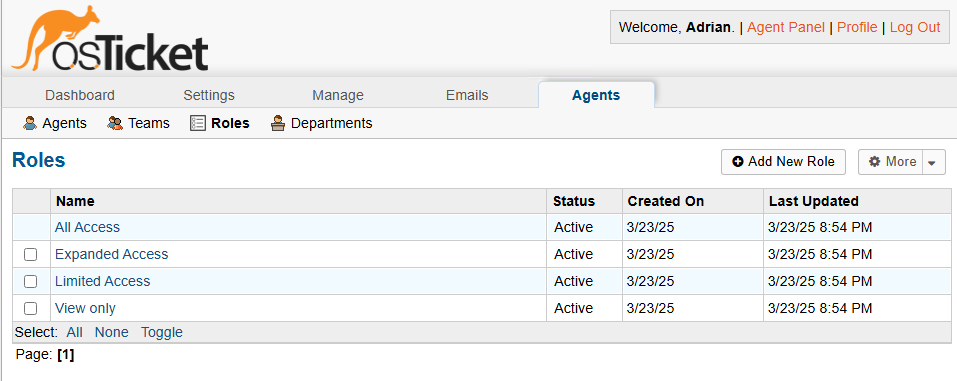 Welcome, Adrian. | Agent Panel | Profile | Log Out
osTicket
Dashboard Settings Manage Emails Agents
Agents Teams Roles Departments
Roles Add New Role More
Name Status Created On Last Updated
All Access Active 3/23/25 3/23/25 8:54 PM
Expanded Access Active 3/23/25 3/23/25 8:54 PM
Limited Access Active 3/23/25 3/23/25 8:54 PM
View only Active 3/23/25 3/23/25 8:54 PM
Select: All None Toggle
Page: [1]